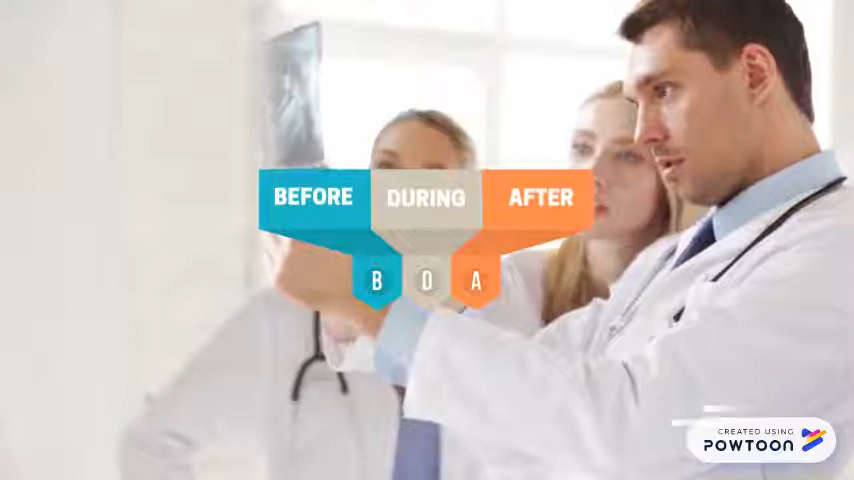 BEFORE DURING AFTER
B D A
CREATED USING
POWTOON